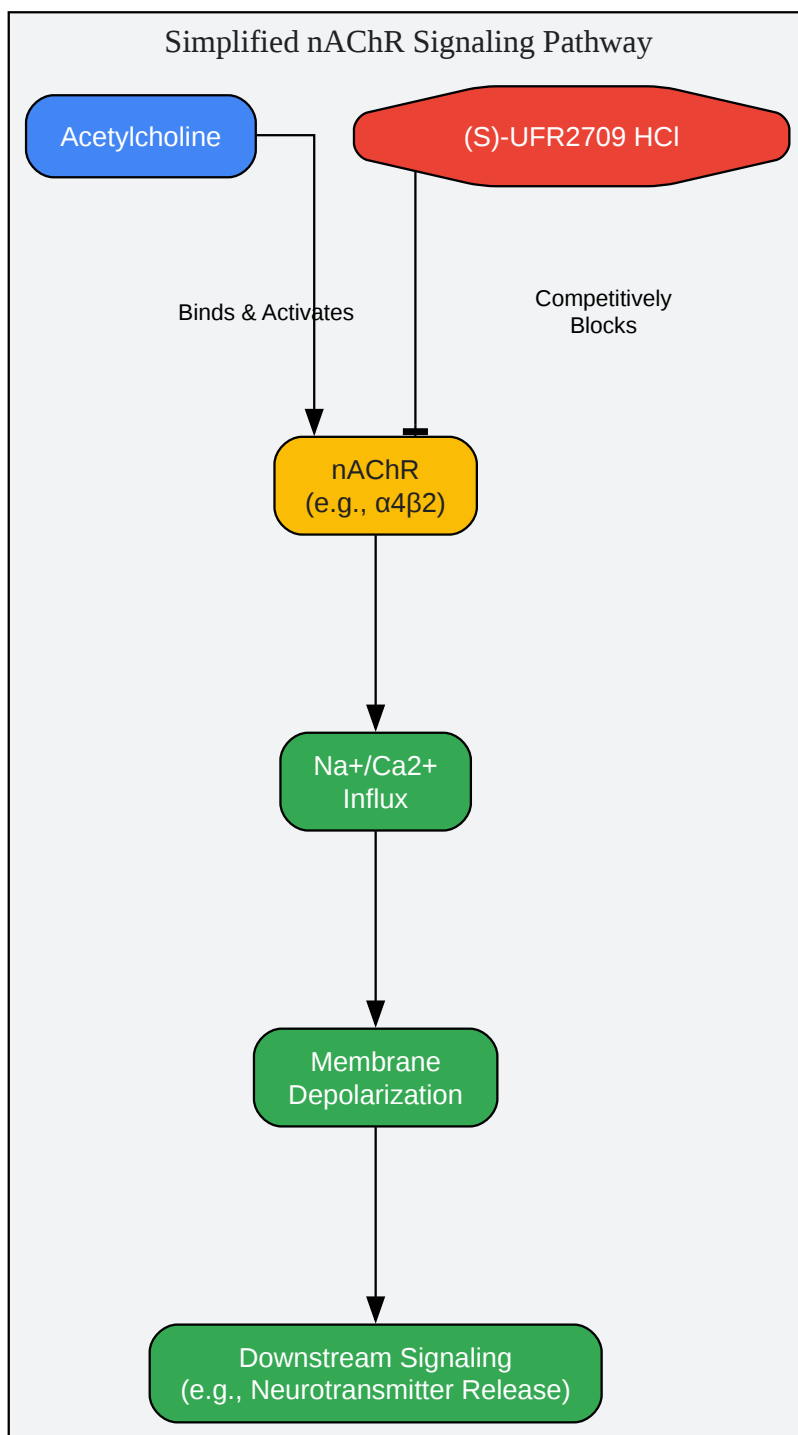 Simplified nAChR Signaling Pathway
Acetylcholine
(S)-UFR2709 HCl
Binds & Activates
Competitively
Blocks
nAChR
(e.g., α4β2)
Na+/Ca2+
Influx
Membrane
Depolarization
Downstream Signaling
(e.g., Neurotransmitter Release)